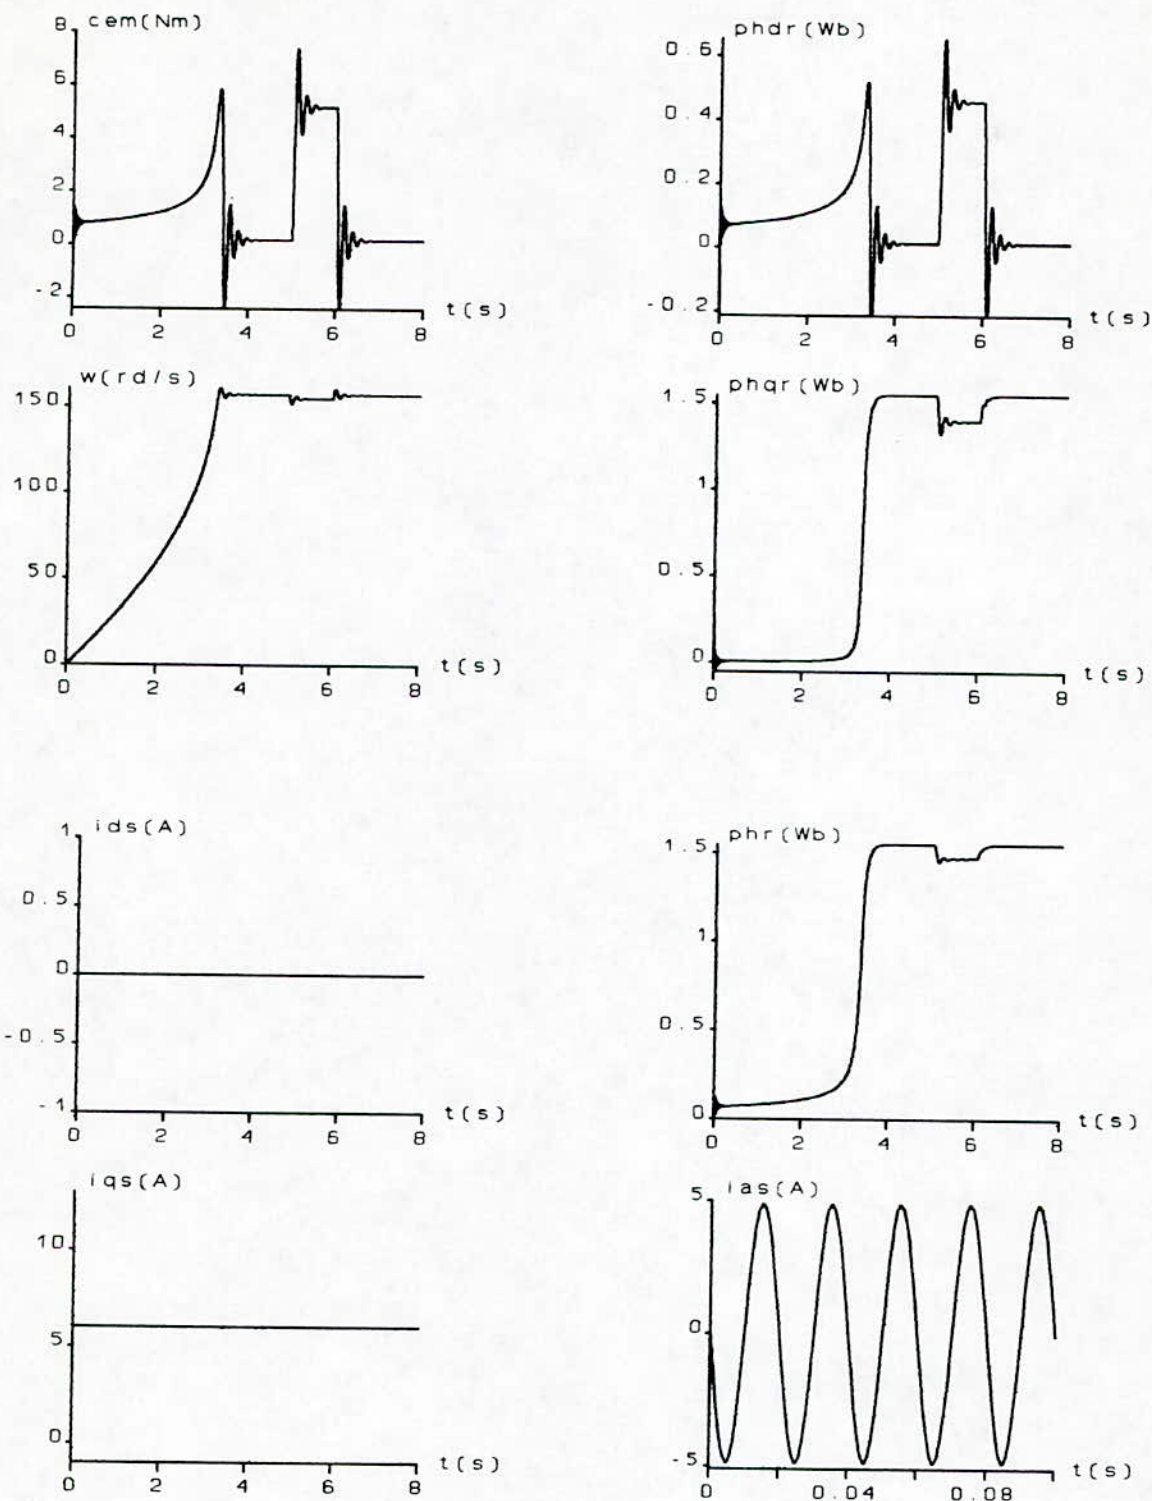 cem(Nm)
8
6
4
2
0
-2
0 2 4 6 8
t(s)
phdr(Wb)
0.6
0.4
0.2
0
-0.2
0 2 4 6 8
t(s)
w(rd/s)
150
100
50
0
0 2 4 6 8
t(s)
phqr(Wb)
1.5
1
0.5
0
0 2 4 6 8
t(s)
ids(A)
1
0.5
0
-0.5
-1
0 2 4 6 8
t(s)
phr(Wb)
1.5
1
0.5
0
0 2 4 6 8
t(s)
iqs(A)
10
5
0
0 2 4 6 8
t(s)
ias(A)
5
0
-5
0 0.04 0.08
t(s)